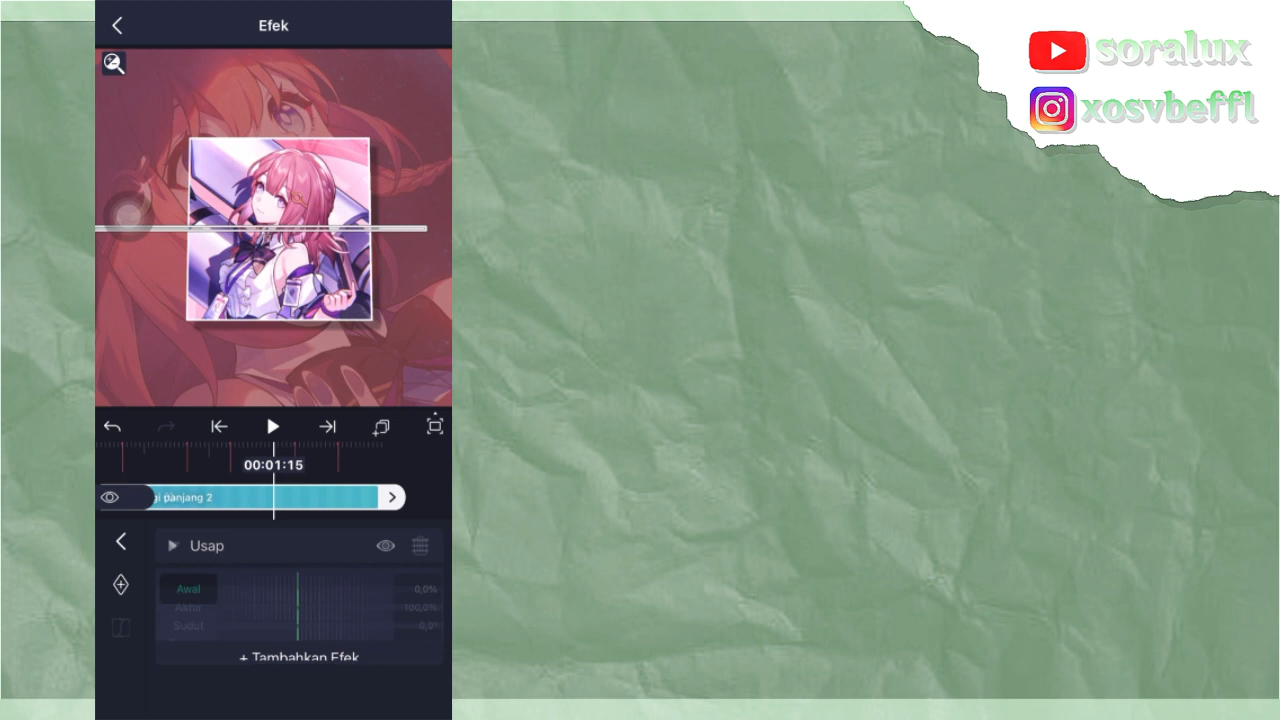 Efek
soralux
xosvbeffl
00:01:15
gi panjang 2
Usap
Awal 0,0%
Akhir 100,0%
Sudut 0,0°
+ Tambahkan Efek